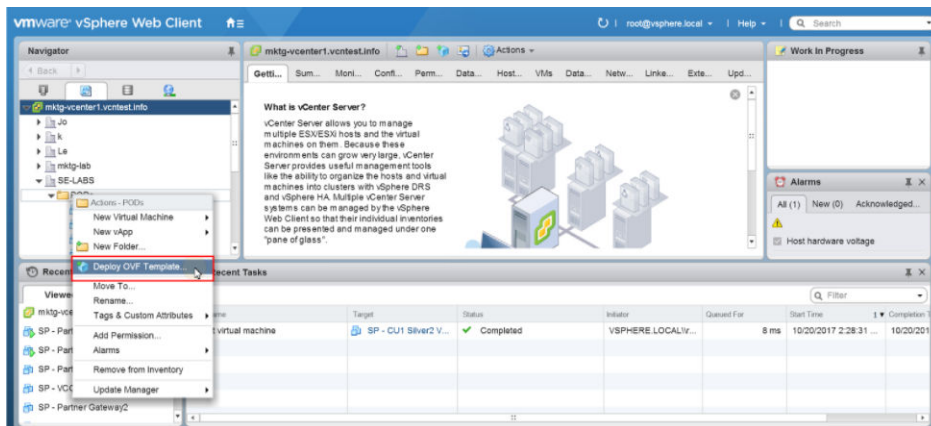 vmware® vSphere Web Client
root@vsphere.local
Help
Search
Navigator
Back
mktg-vcenter1.vcntest.info
Jo
k
Le
mktg-lab
SE-LABS
PODs
Actions - PODs
New Virtual Machine
New vApp
New Folder...
Deploy OVF Template...
Move To...
Rename...
Tags & Custom Attributes
Add Permission...
Alarms
Remove from Inventory
Update Manager
mktg-vcenter1.vcntest.info
Actions
Getti... Sum... Moni... Confi... Perm... Data... Host... VMs Data... Netw... Linke... Exte... Upd...
What is vCenter Server?
vCenter Server allows you to manage
multiple ESX/ESXi hosts and the virtual
machines on them. Because these
environments can grow very large, vCenter
Server provides useful management tools
like the ability to organize the hosts and virtual
machines into clusters with vSphere DRS
and vSphere HA. Multiple vCenter Server
systems can be managed by the vSphere
Web Client so that their individual inventories
can be presented and managed under one
"pane of glass".
Work In Progress
Alarms
All (1) New (0) Acknowledged...
Host hardware voltage
Recen
Viewe
mktg-vce
SP - Part
SP - Part
SP - Part
SP - VCC
SP - Partner Gateway2
Recent Tasks
Filter
Target Status Initiator Queued For Start Time 1 Completion T
virtual machine SP - CU1 Silver2 V... Completed VSPHERE.LOCAL\r... 8 ms 10/20/2017 2:28:31 ... 10/20/201